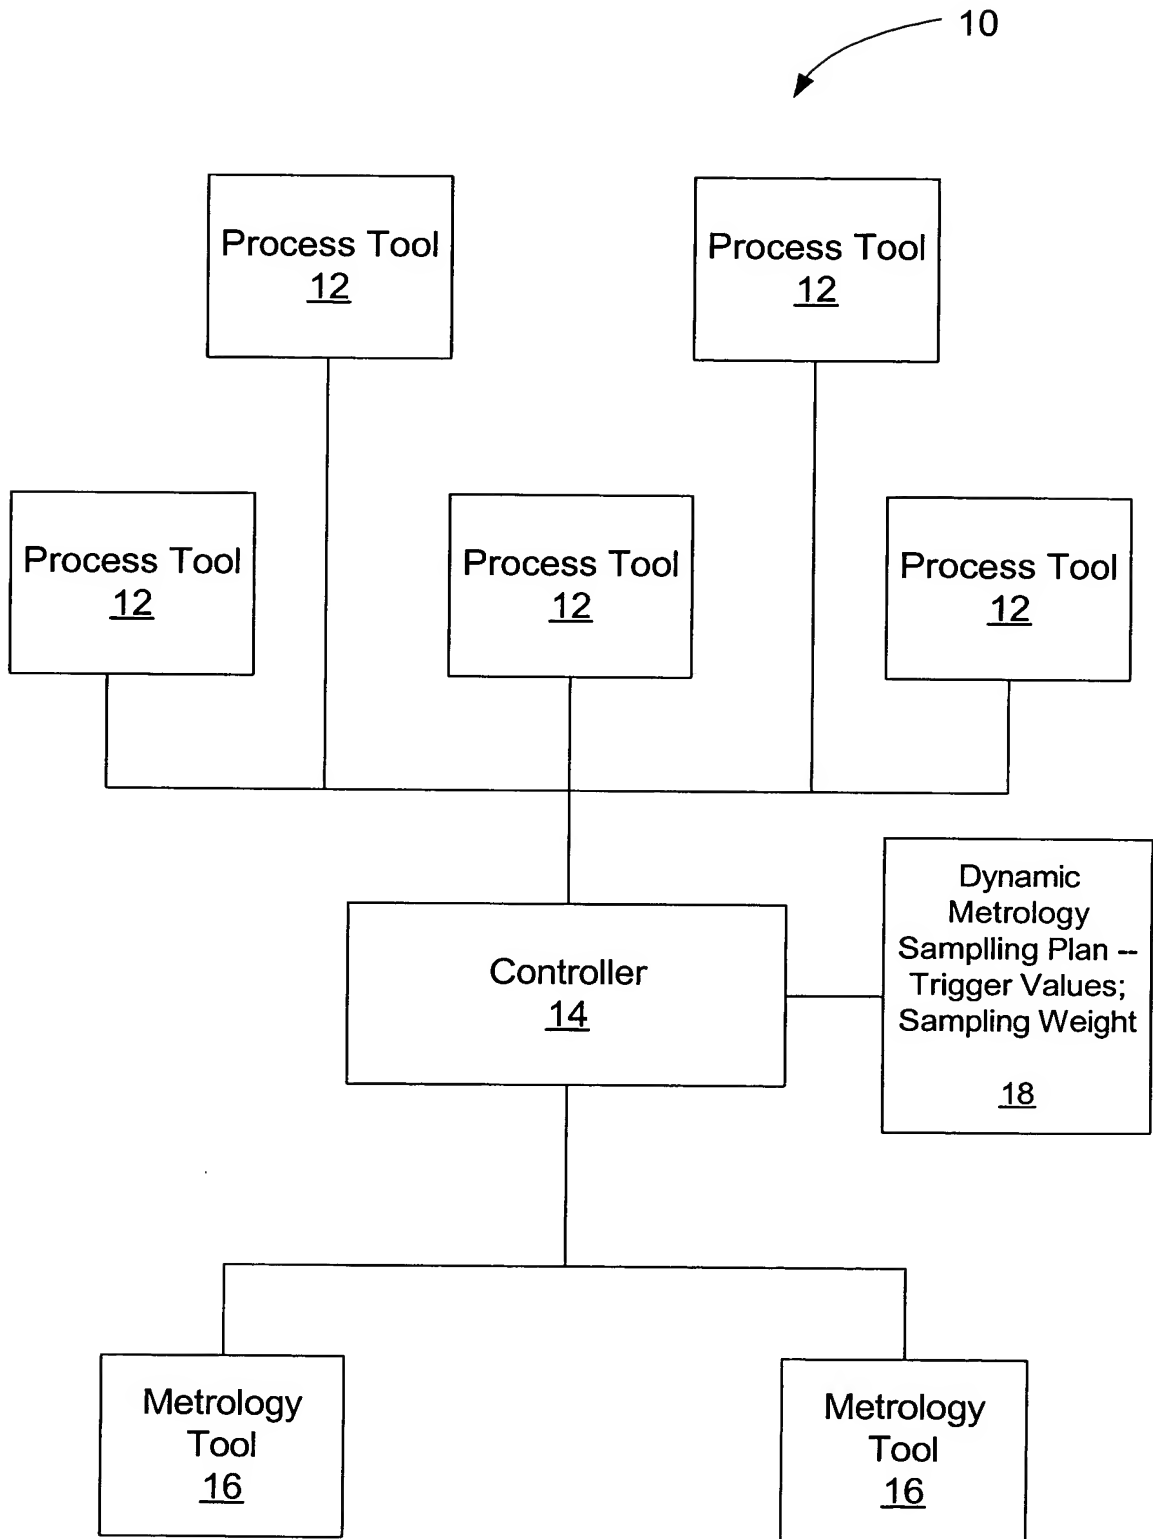 10
Process Tool
12
Process Tool
12
Process Tool
12
Process Tool
12
Process Tool
12
Controller
14
Dynamic
Metrology
Samplling Plan --
Trigger Values;
Sampling Weight
18
Metrology
Tool
16
Metrology
Tool
16